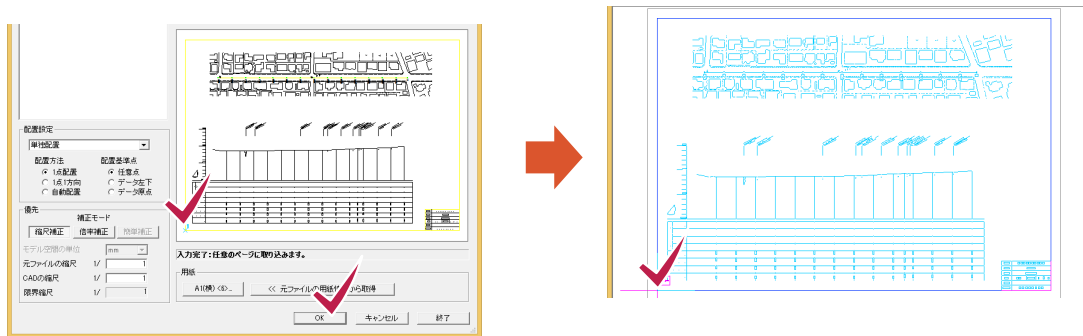 配置設定
単独配置
配置方法 配置基準点
1点配置 任意点
1点1方向 データ左下
自動配置 データ原点
優先
補正モード
縮尺補正 倍率補正 簡単補正
モデル空間の単位 mm
元ファイルの縮尺 1/ 1
CADの縮尺 1/ 1
限界縮尺 1/ 1
入力完了:任意のページに取り込みます。
用紙
A1(横) <S>... << 元ファイルの用紙 から取得
OK キャンセル 終了